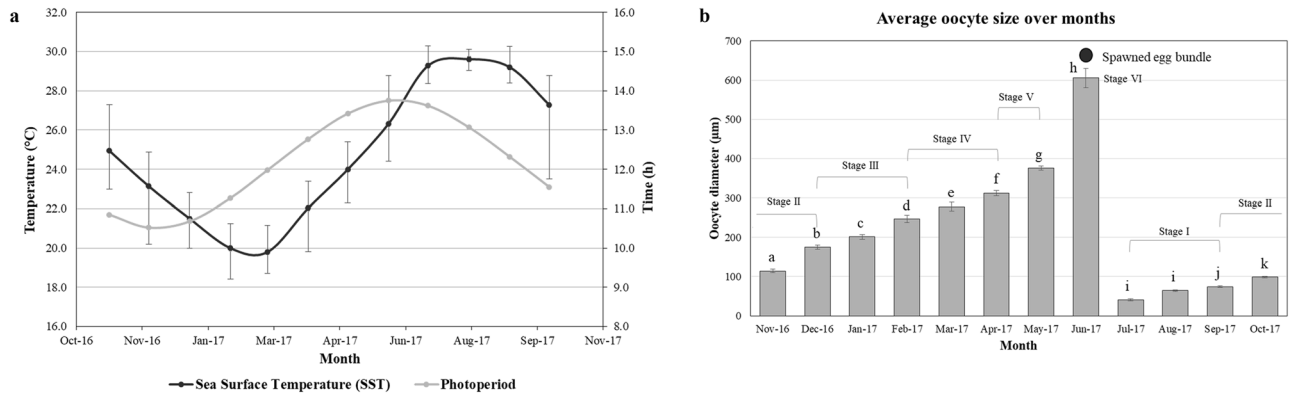 a
32.0
30.0
28.0
26.0
24.0
22.0
20.0
18.0
16.0
Temperature (°C)
16.0
15.0
14.0
13.0
12.0
11.0
10.0
9.0
8.0
Time (h)
Oct-16 Nov-16 Jan-17 Mar-17 Apr-17 Jun-17 Aug-17 Sep-17 Nov-17
Month
Sea Surface Temperature (SST) Photoperiod
b
Average oocyte size over months
700
600
500
400
300
200
100
0
Oocyte diameter (µm)
Spawned egg bundle
h
Stage VI
Stage V
Stage IV
Stage III
Stage II
Stage II
Stage I
a b c d e f g i i j k
Nov-16 Dec-16 Jan-17 Feb-17 Mar-17 Apr-17 May-17 Jun-17 Jul-17 Aug-17 Sep-17 Oct-17
Month